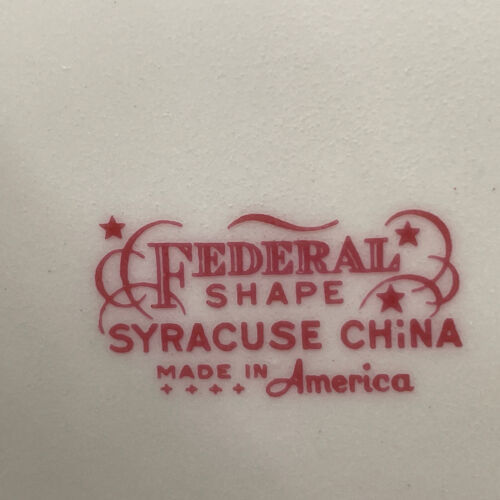 FEDERAL
SHAPE
SYRACUSE CHiNA
MADE IN America